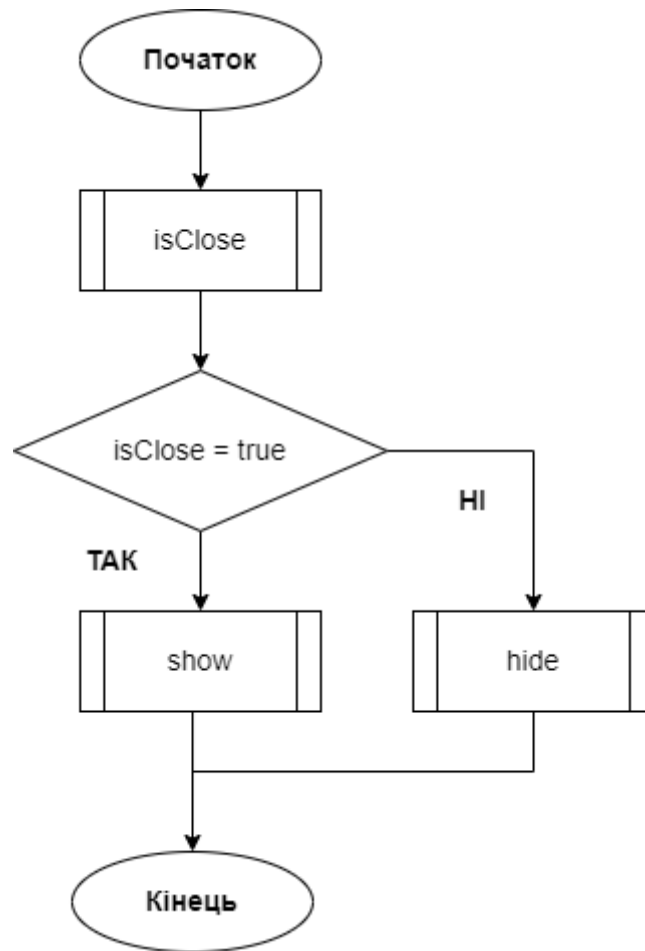 Початок
isClose
isClose = true
НІ
ТАК
show
hide
Кінець